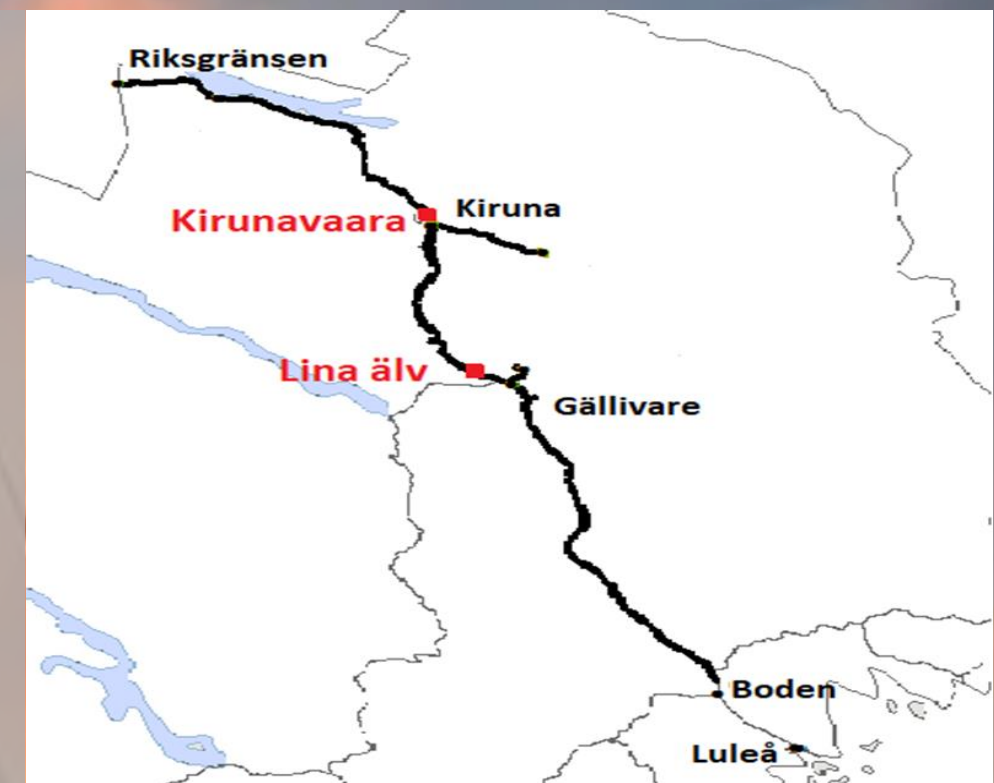 Riksgränsen
Kiruna
Kirunavaara
Lina älv
Gällivare
Boden
Luleå